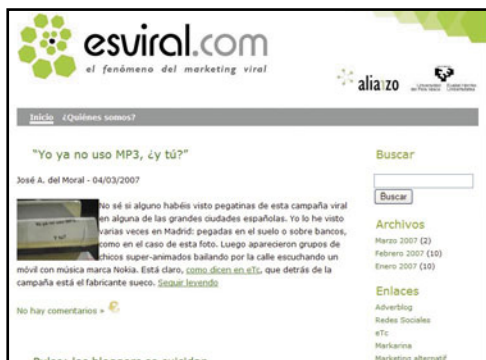 esviral.com
el fenómeno del marketing viral
alianzo
Inicio ¿Quiénes somos?
"Yo ya no uso MP3, ¿y tú?"
José A. del Moral - 04/03/2007
No sé si alguno habéis visto pegatinas de esta campaña viral
en alguna de las grandes ciudades españolas. Yo lo he visto
varias veces en Madrid: pegadas en el suelo o sobre bancos,
como en el caso de esta foto. Luego aparecieron grupos de
chicos super-animados bailando por la calle escuchando un
móvil con música marca Nokia. Está claro, como dicen en eTc, que detrás de la
campaña está el fabricante sueco. Seguir leyendo
No hay comentarios »
Buscar
Buscar
Archivos
Marzo 2007 (2)
Febrero 2007 (10)
Enero 2007 (10)
Enlaces
Adverblog
Redes Sociales
eTc
Markarina
Marketing alternatif